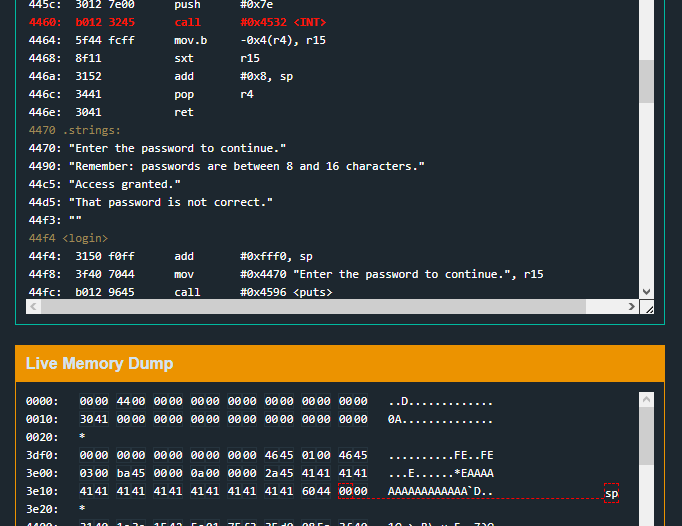 445c: 3012 7e00 push #0x7e
4460: b012 3245 call #0x4532 <INT>
4464: 5f44 fcff mov.b -0x4(r4), r15
4468: 8f11 sxt r15
446a: 3152 add #0x8, sp
446c: 3441 pop r4
446e: 3041 ret
4470 .strings:
4470: "Enter the password to continue."
4490: "Remember: passwords are between 8 and 16 characters."
44c5: "Access granted."
44d5: "That password is not correct."
44f3: ""
44f4 <login>
44f4: 3150 f0ff add #0xfff0, sp
44f8: 3f40 7044 mov #0x4470 "Enter the password to continue.", r15
44fc: b012 9645 call #0x4596 <puts>
Live Memory Dump
0000: 0000 4400 0000 0000 0000 0000 0000 0000 ..D.............
0010: 3041 0000 0000 0000 0000 0000 0000 0000 0A..............
0020: *
3df0: 0000 0000 0000 0000 0000 4645 0100 4645 ..........FE..FE
3e00: 0300 ba45 0000 0a00 0000 2a45 4141 4141 ...E......*EAAAA
3e10: 4141 4141 4141 4141 4141 4141 6044 0000 AAAAAAAAAAAA`D.. sp
3e20: *